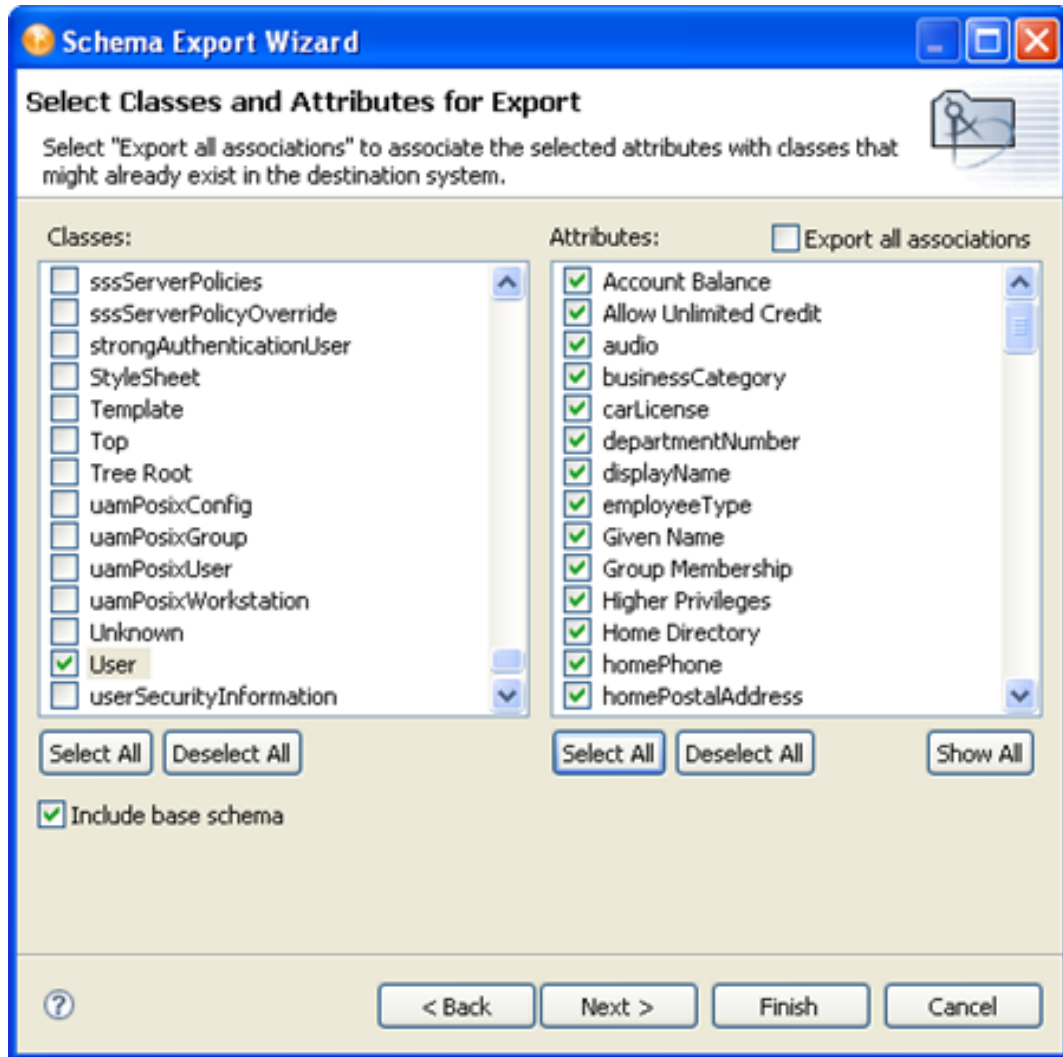 Schema Export Wizard
Select Classes and Attributes for Export
Select "Export all associations" to associate the selected attributes with classes that
might already exist in the destination system.
Classes:
sssServerPolicies
sssServerPolicyOverride
strongAuthenticationUser
StyleSheet
Template
Top
Tree Root
uamPosixConfig
uamPosixGroup
uamPosixUser
uamPosixWorkstation
Unknown
User
userSecurityInformation
Select All Deselect All
Attributes: Export all associations
Account Balance
Allow Unlimited Credit
audio
businessCategory
carLicense
departmentNumber
displayName
employeeType
Given Name
Group Membership
Higher Privileges
Home Directory
homePhone
homePostalAddress
Select All Deselect All Show All
Include base schema
? < Back Next > Finish Cancel